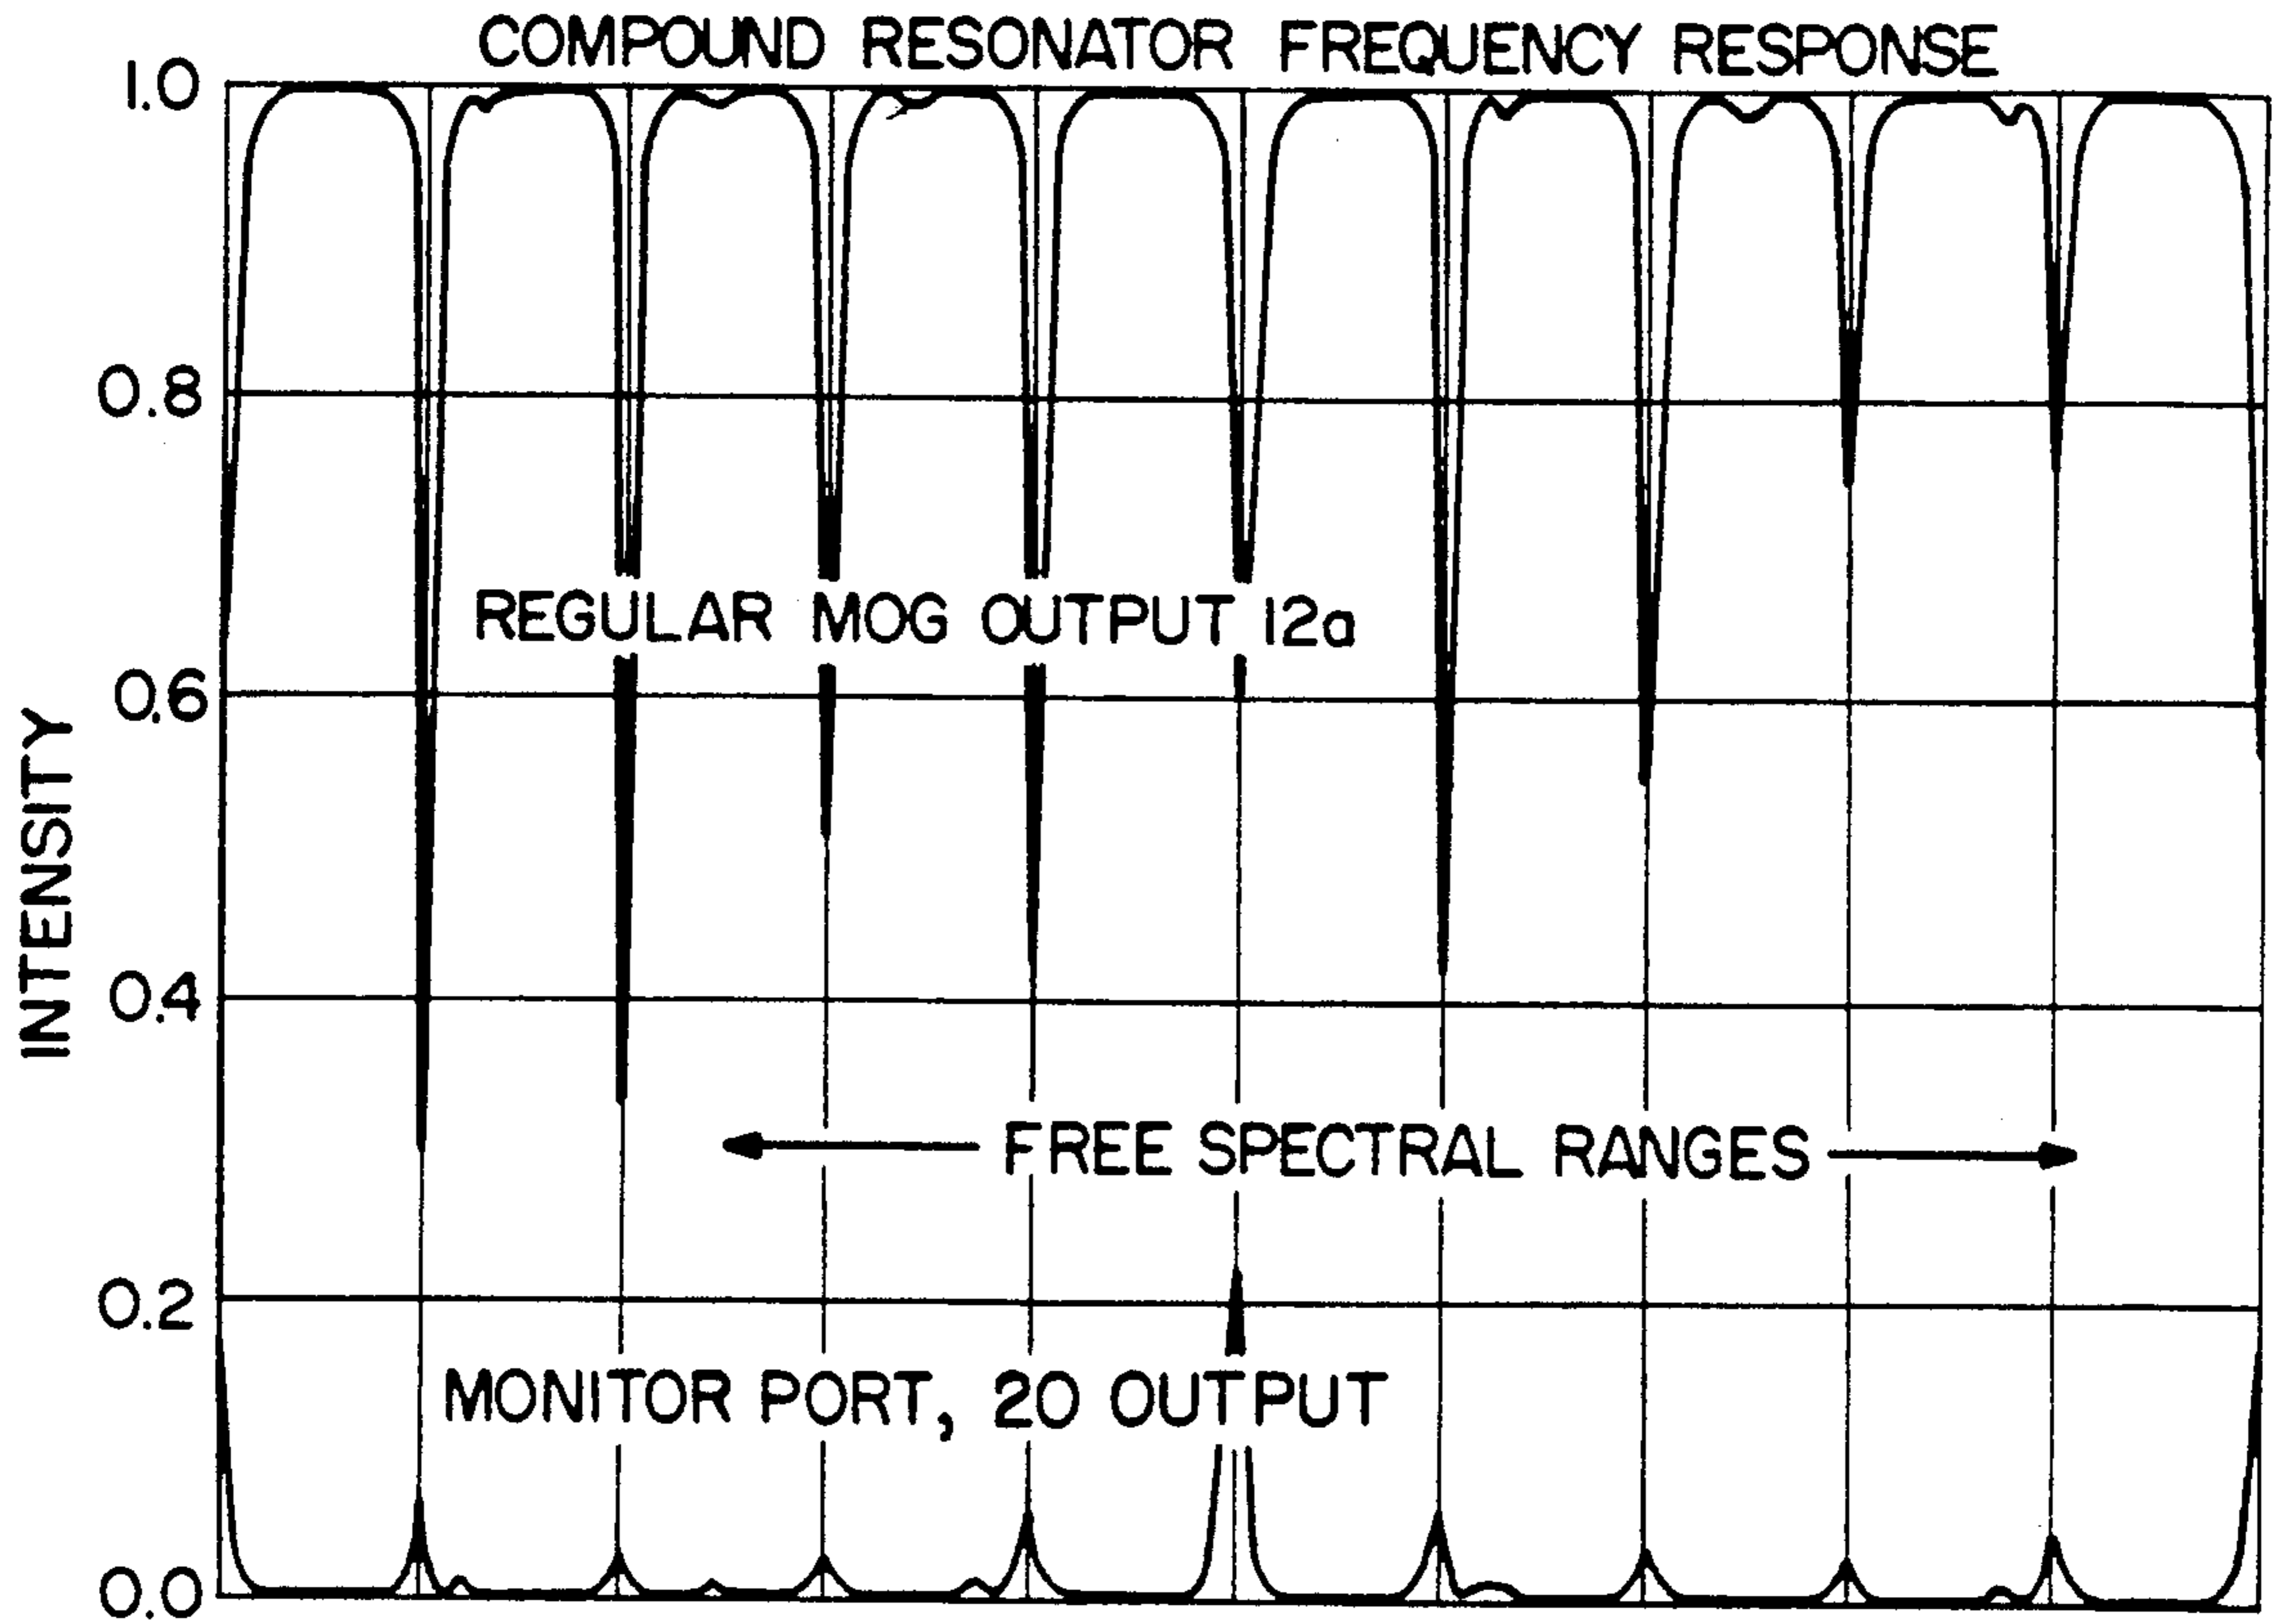 COMPOUND RESONATOR FREQUENCY RESPONSE
1.0
0.8
REGULAR MOG OUTPUT 12a
0.6
INTENSITY
0.4
FREE SPECTRAL RANGES
0.2
MONITOR PORT, 20 OUTPUT
0.0